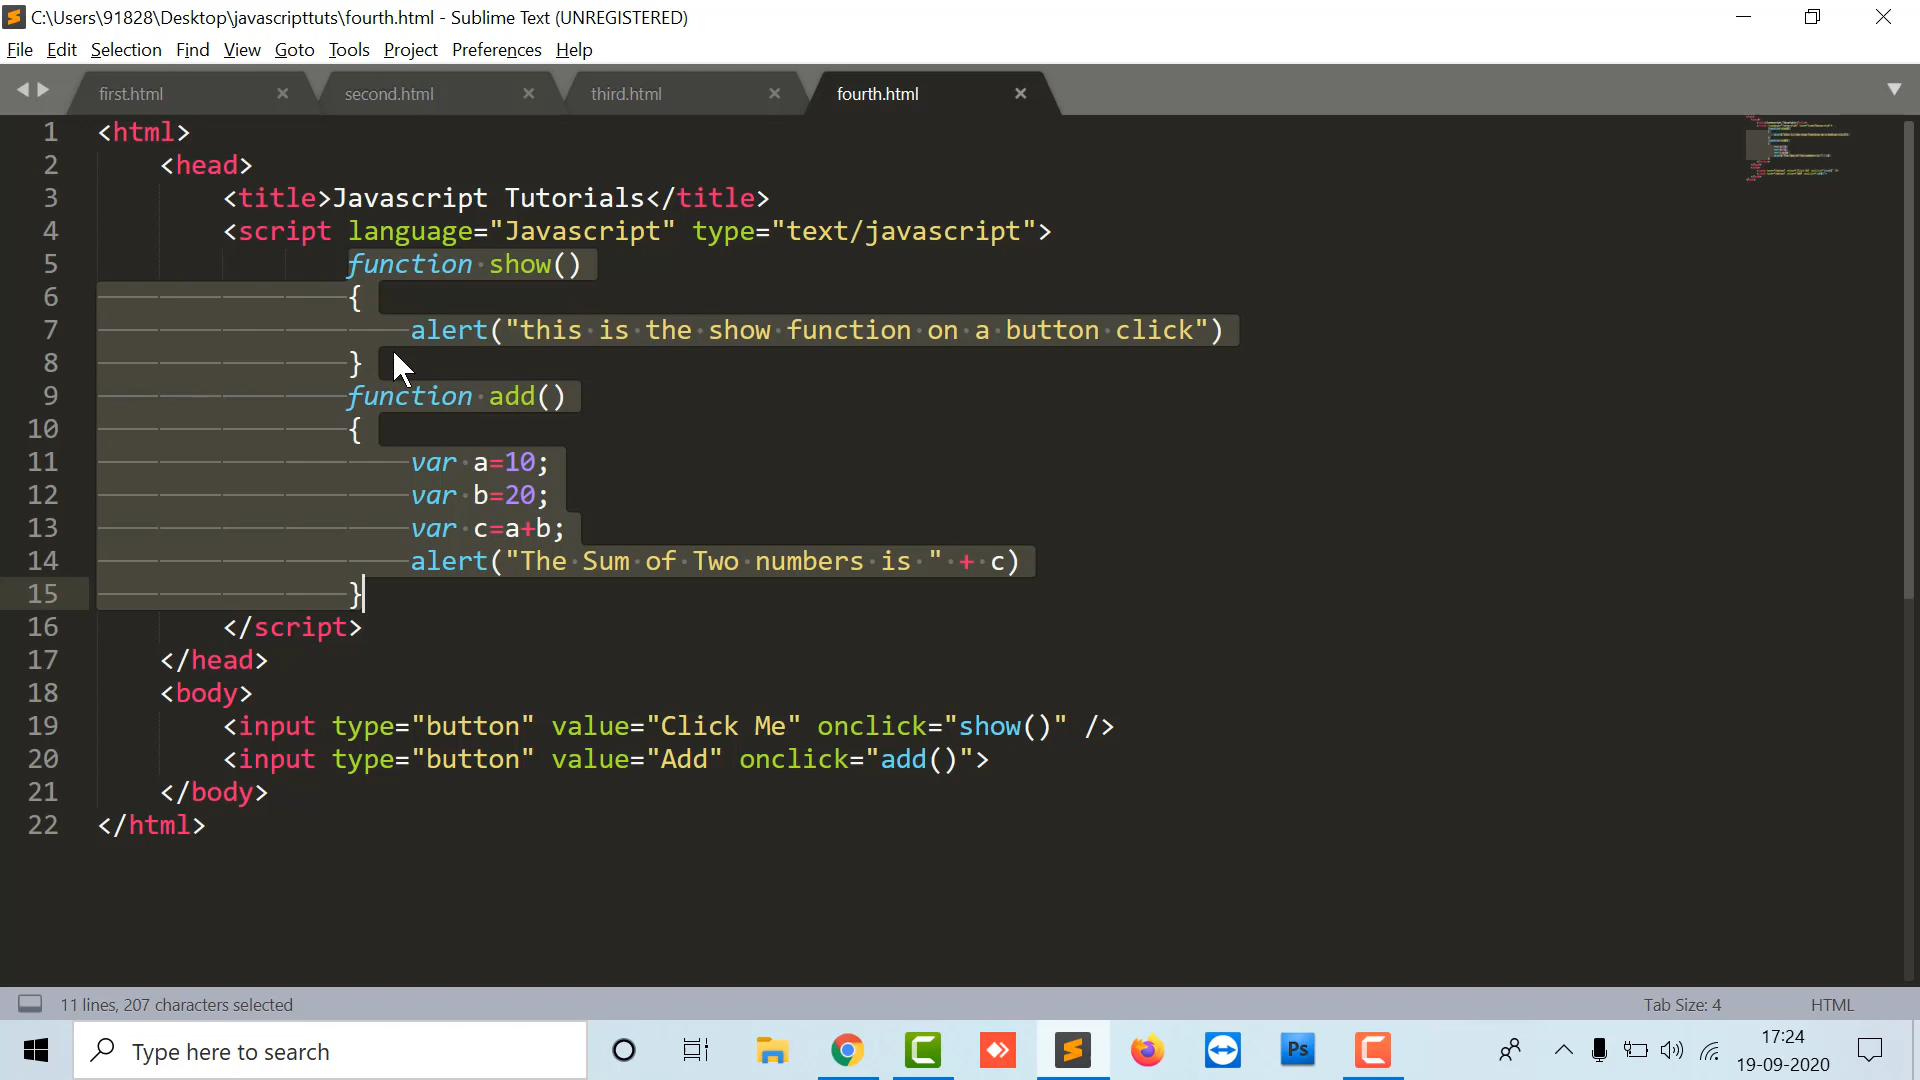 C:\Users\91828\Desktop\javascripttuts\fourth.html - Sublime Text (UNREGISTERED)
File Edit Selection Find View Goto Tools Project Preferences Help
first.html second.html third.html fourth.html
1 <html>
2 <head>
3 <title>Javascript Tutorials</title>
4 <script language="Javascript" type="text/javascript">
5 function show()
6 {
7 alert("this is the show function on a button click")
8 }
9 function add()
10 {
11 var a=10;
12 var b=20;
13 var c=a+b;
14 alert("The Sum of Two numbers is " + c)
15 }
16 </script>
17 </head>
18 <body>
19 <input type="button" value="Click Me" onclick="show()" />
20 <input type="button" value="Add" onclick="add()">
21 </body>
22 </html>
11 lines, 207 characters selected Tab Size: 4 HTML
Type here to search Ps 17:24
19-09-2020